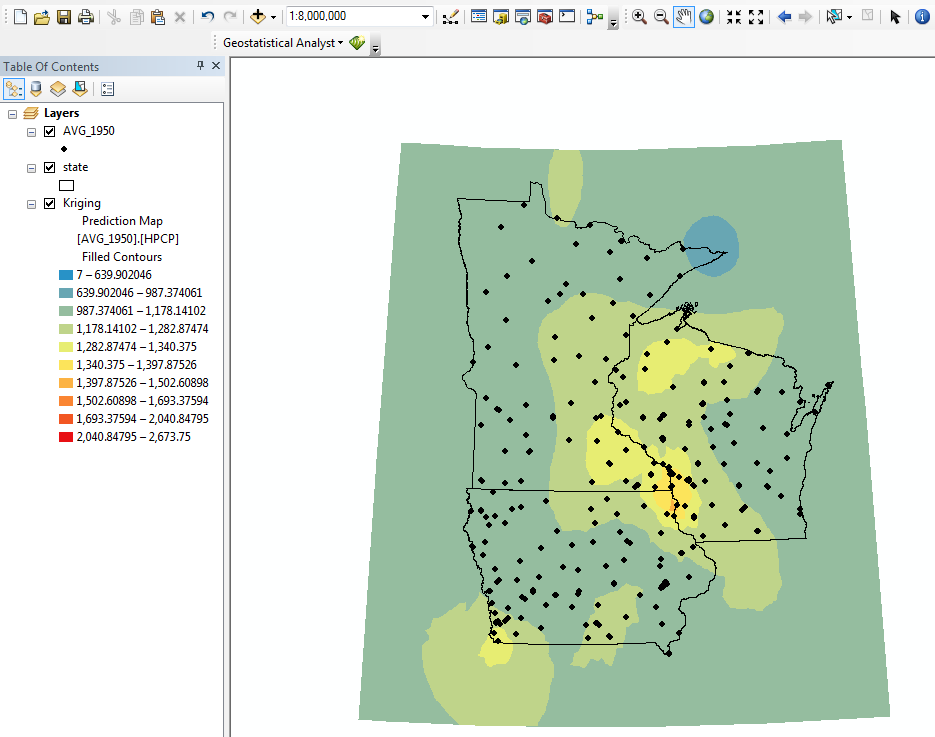 1:8,000,000
Geostatistical Analyst
Table Of Contents
Layers
AVG_1950
state
Kriging
Prediction Map
[AVG_1950].[HPCP]
Filled Contours
7 – 639.902046
639.902046 – 987.374061
987.374061 – 1,178.14102
1,178.14102 – 1,282.87474
1,282.87474 – 1,340.375
1,340.375 – 1,397.87526
1,397.87526 – 1,502.60898
1,502.60898 – 1,693.37594
1,693.37594 – 2,040.84795
2,040.84795 – 2,673.75